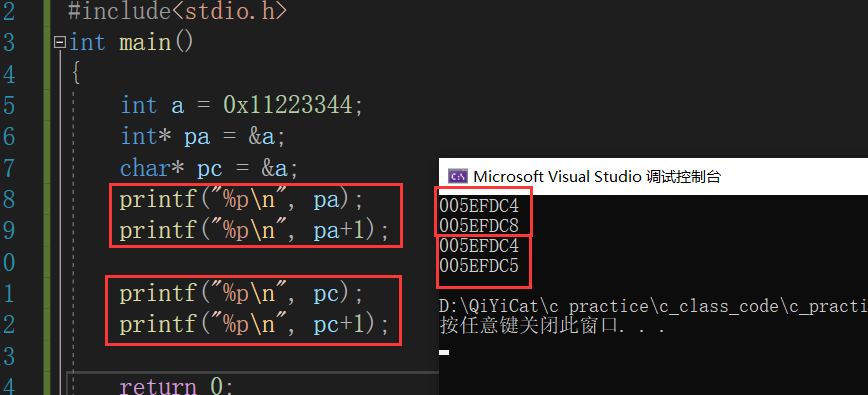 2 #include<stdio.h>
3 int main()
4 {
5 int a = 0x11223344;
6 int* pa = &a;
7 char* pc = &a;
8 printf("%p\n", pa);
9 printf("%p\n", pa+1);
0
1 printf("%p\n", pc);
2 printf("%p\n", pc+1);
3
4 return 0;
C:\ Microsoft Visual Studio 调试控制台
005EFDC4
005EFDC8
005EFDC4
005EFDC5
D:\QiYiCat\c practice\c_class_code\c_practi
按任意键关闭此窗口. . .